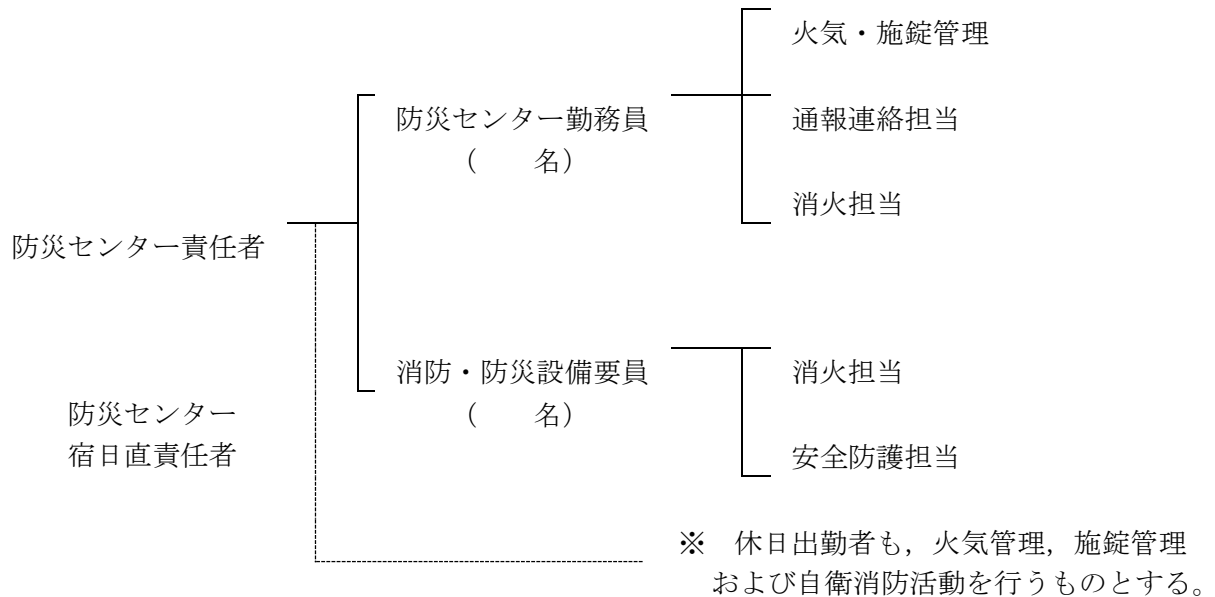 火気・施錠管理
防災センター勤務員
(　　名)
通報連絡担当
消火担当
防災センター責任者
消防・防災設備要員
(　　名)
消火担当
防災センター
宿日直責任者
安全防護担当
※　休日出勤者も，火気管理，施錠管理
および自衛消防活動を行うものとする。